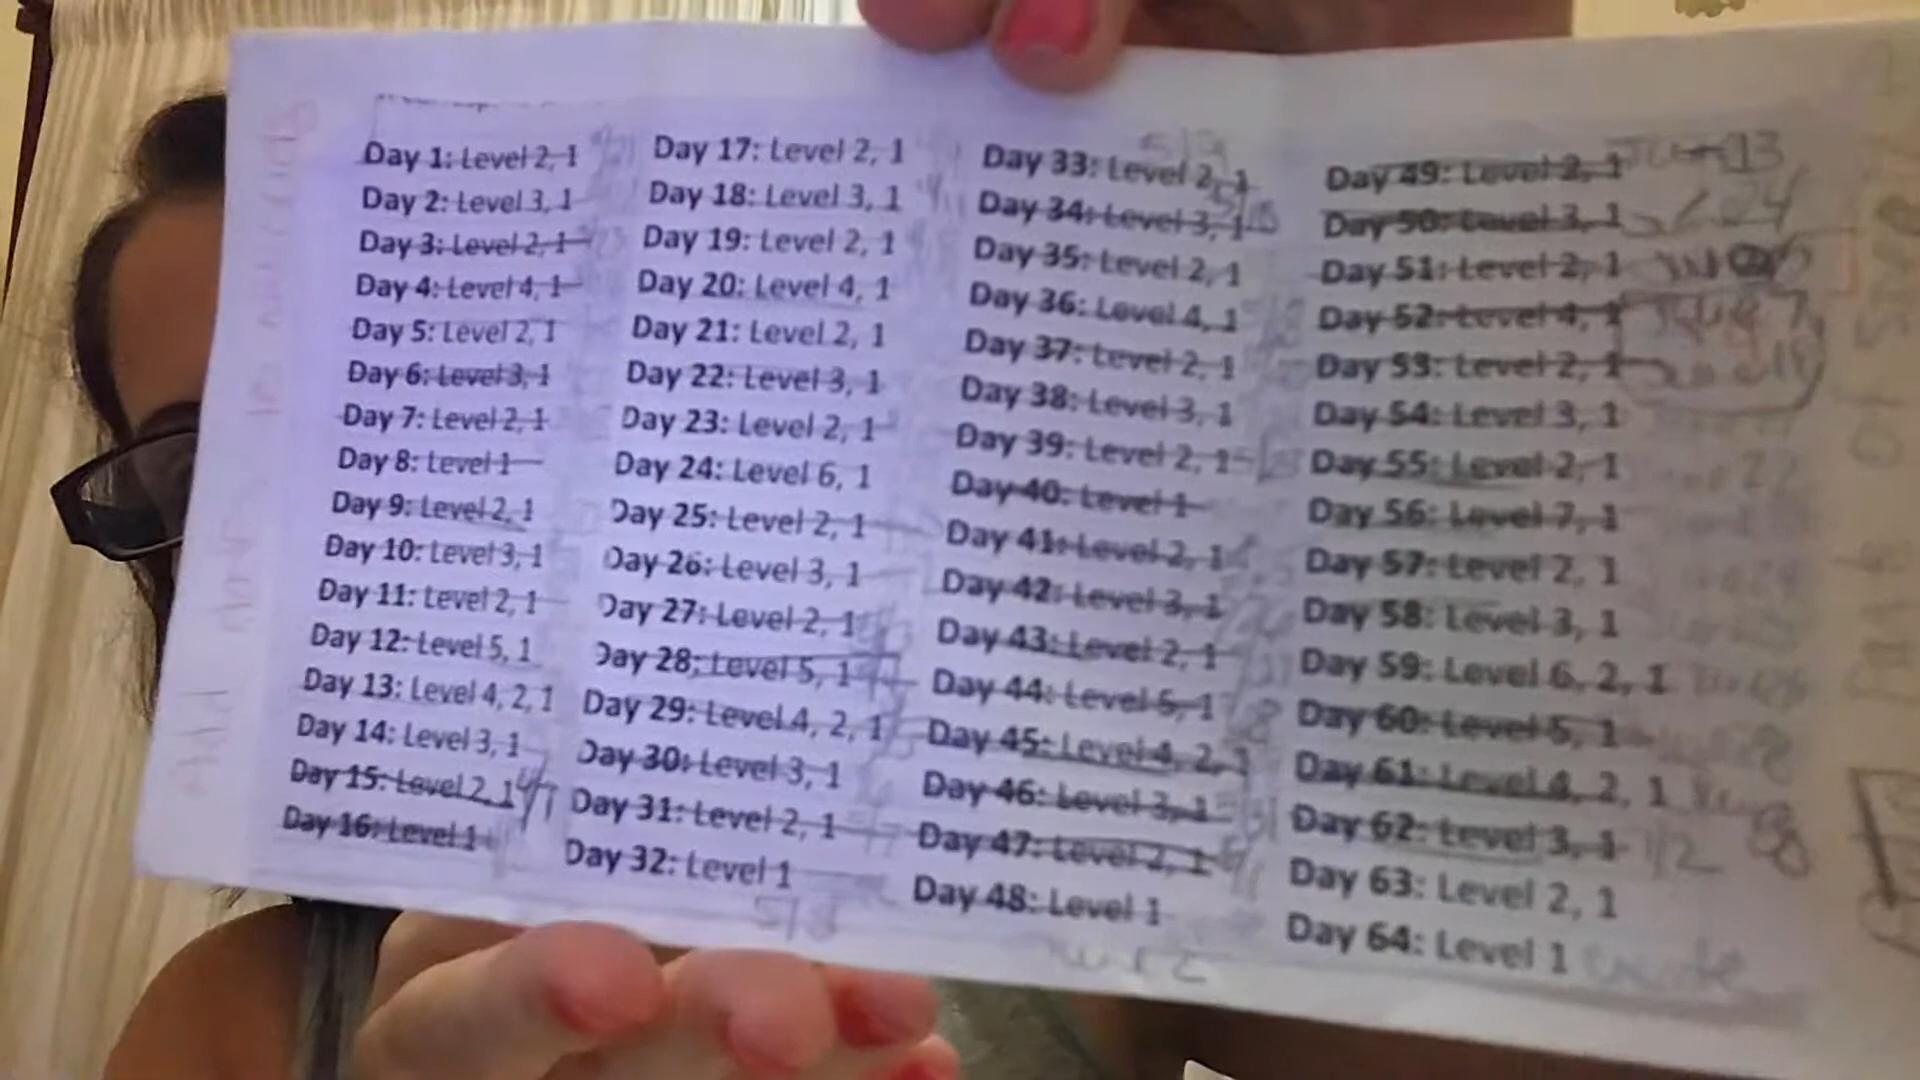 Day 1: Level 2, 1
Day 2: Level 3, 1
Day 3: Level 2, 1
Day 4: Level 4, 1
Day 5: Level 2, 1
Day 6: Level 3, 1
Day 7: Level 2, 1
Day 8: Level 1
Day 9: Level 2, 1
Day 10: Level 3, 1
Day 11: Level 2, 1
Day 12: Level 5, 1
Day 13: Level 4, 2, 1
Day 14: Level 3, 1
Day 15: Level 2, 1 4/7
Day 16: Level 1
Day 17: Level 2, 1
Day 18: Level 3, 1
Day 19: Level 2, 1
Day 20: Level 4, 1
Day 21: Level 2, 1
Day 22: Level 3, 1
Day 23: Level 2, 1
Day 24: Level 6, 1
Day 25: Level 2, 1
Day 26: Level 3, 1
Day 27: Level 2, 1
Day 28: Level 5, 1
Day 29: Level 4, 2, 1
Day 30: Level 3, 1
Day 31: Level 2, 1
Day 32: Level 1
Day 33: Level 2, 1
Day 34: Level 3, 1
Day 35: Level 2, 1
Day 36: Level 4, 1
Day 37: Level 2, 1
Day 38: Level 3, 1
Day 39: Level 2, 1
Day 40: Level 1
Day 41: Level 2, 1
Day 42: Level 3, 1
Day 43: Level 2, 1
Day 44: Level 5, 1
Day 45: Level 4, 2, 1
Day 46: Level 3, 1
Day 47: Level 2, 1
Day 48: Level 1
Day 49: Level 2, 1
Day 50: Level 3, 1
Day 51: Level 2, 1
Day 52: Level 4, 1
Day 53: Level 2, 1
Day 54: Level 3, 1
Day 55: Level 2, 1
Day 56: Level 7, 1
Day 57: Level 2, 1
Day 58: Level 3, 1
Day 59: Level 6, 2, 1
Day 60: Level 5, 1
Day 61: Level 4, 2, 1
Day 62: Level 3, 1
Day 63: Level 2, 1
Day 64: Level 1